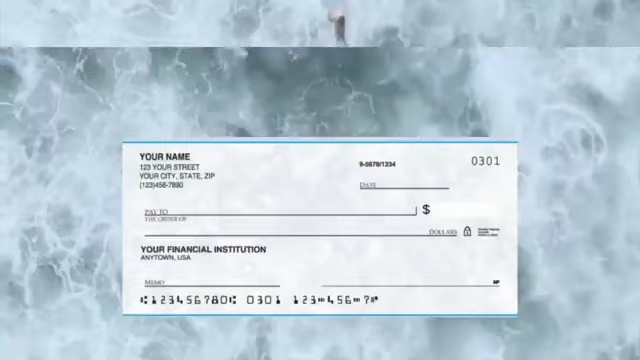 YOUR NAME
123 YOUR STREET
YOUR CITY, STATE, ZIP
(123)456-7890
9-5678/1234
0301
DATE
PAY TO
THE ORDER OF
$
DOLLARS
YOUR FINANCIAL INSTITUTION
ANYTOWN, USA
MEMO
MP
⑆123456780⑆ 0301 123⑉456⑉7⑈